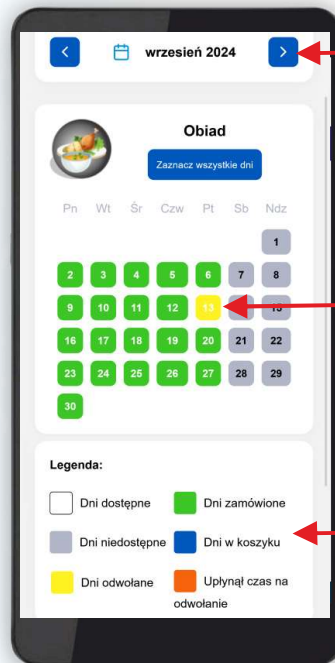 wrzesień 2024
Obiad
Zaznacz wszystkie dni
Pn Wt Śr Czw Pt Sb Ndz
1
2 3 4 5 6 7 8
9 10 11 12 13 15
16 17 18 19 20 21 22
23 24 25 26 27 28 29
30
Legenda:
Dni dostępne Dni zamówione
Dni niedostępne Dni w koszyku
Dni odwołane Upłynął czas na
odwołanie